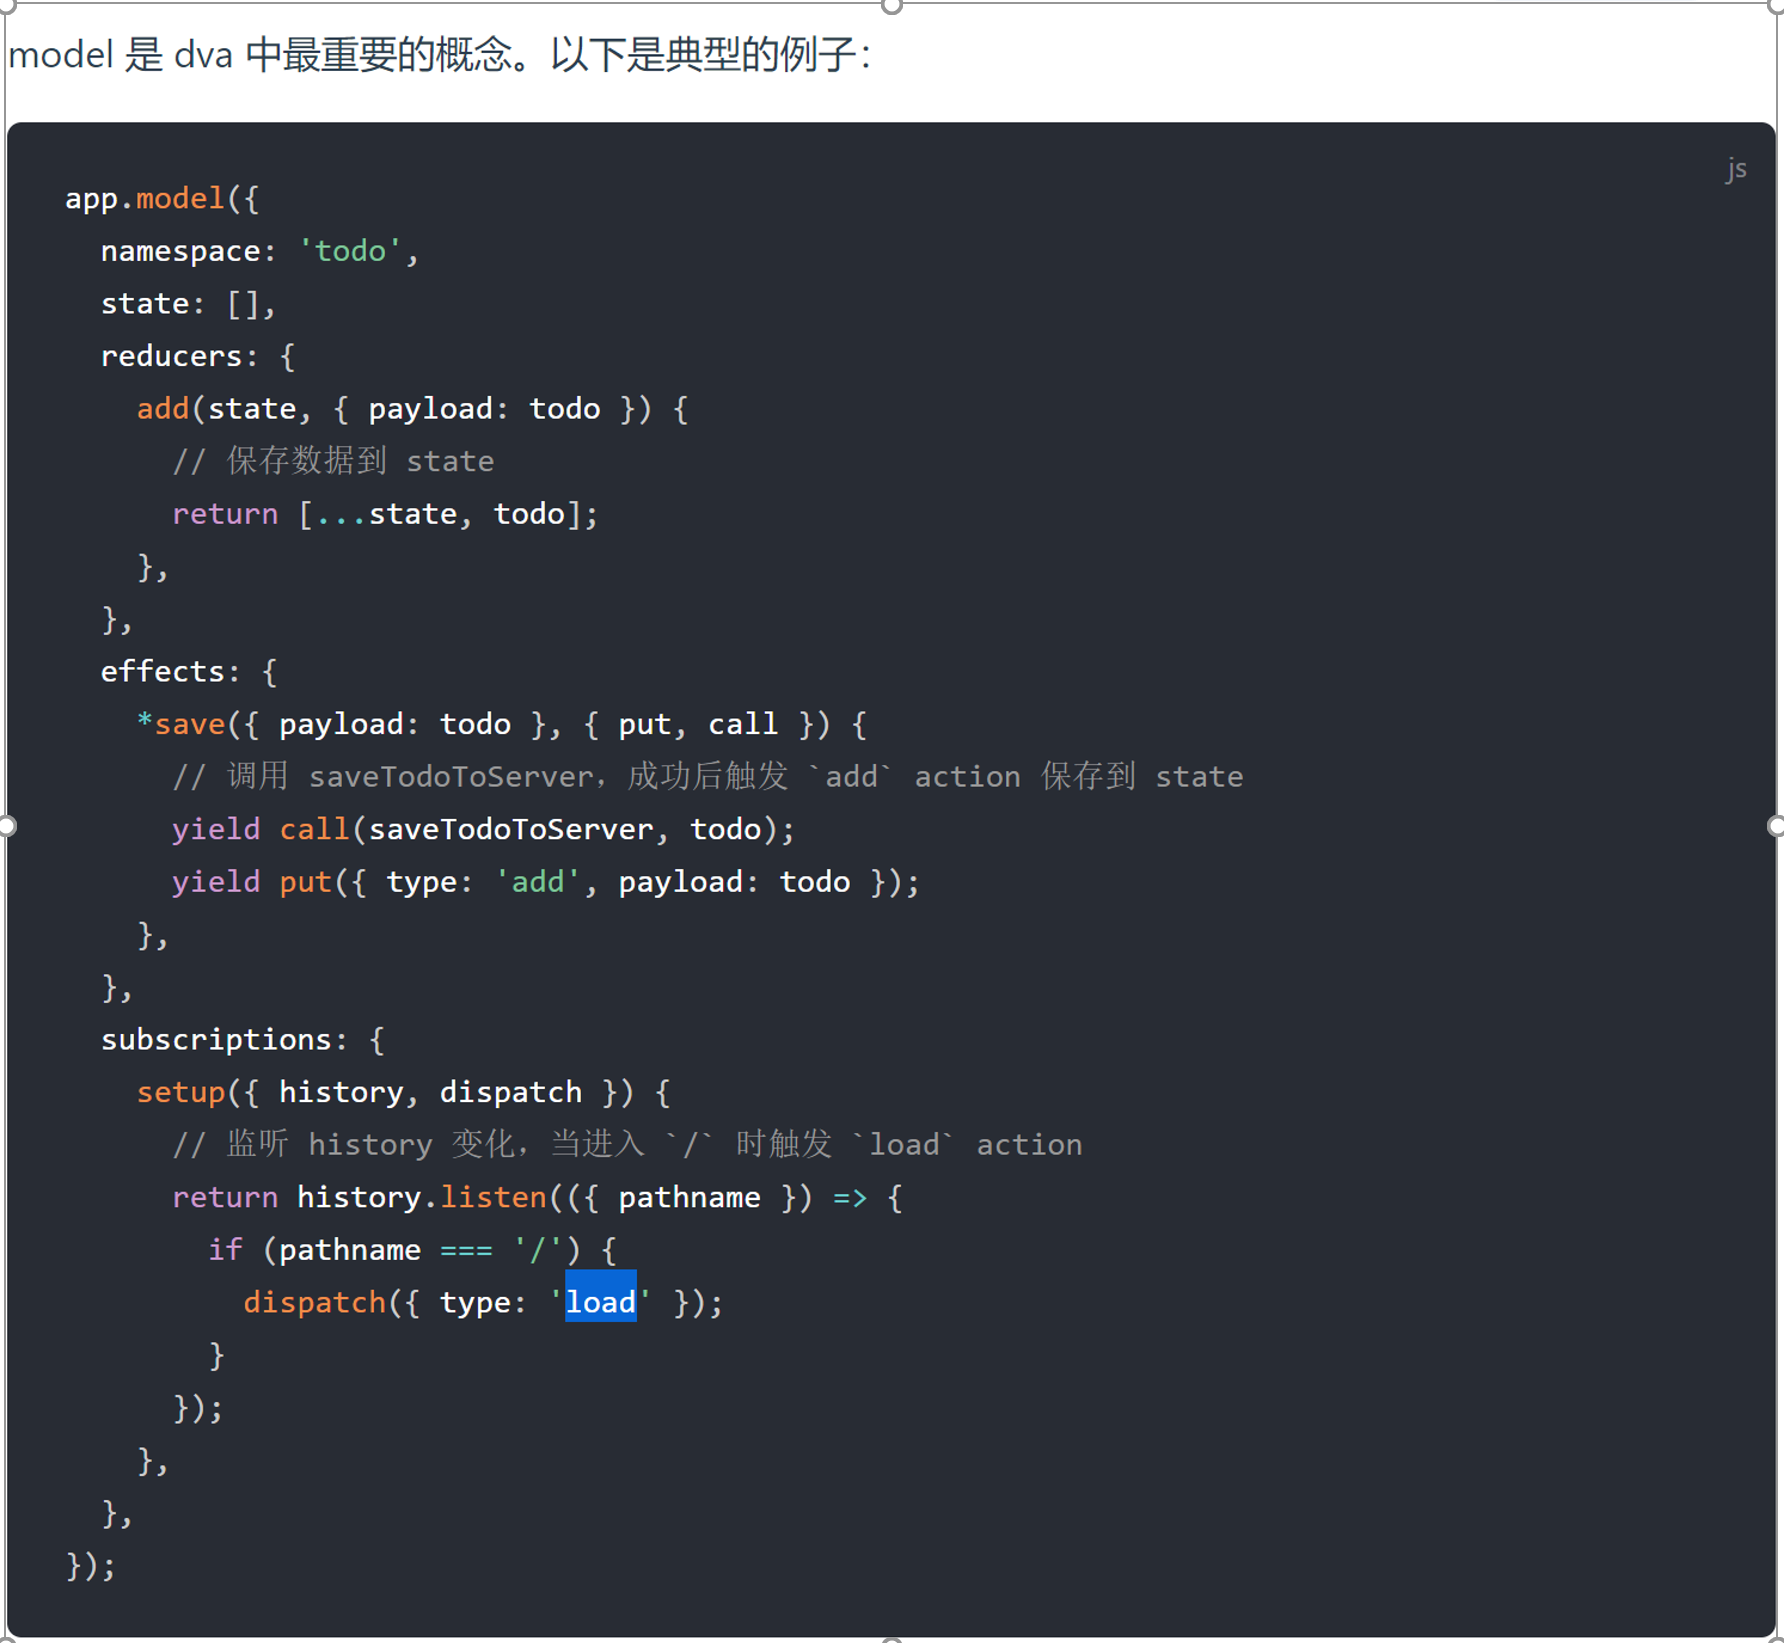 model 是 dva 中最重要的概念。以下是典型的例子：
js
app.model({
  namespace: 'todo',
  state: [],
  reducers: {
    add(state, { payload: todo }) {
      // 保存数据到 state
      return [...state, todo];
    },
  },
  effects: {
    *save({ payload: todo }, { put, call }) {
      // 调用 saveTodoToServer，成功后触发 `add` action 保存到 state
      yield call(saveTodoToServer, todo);
      yield put({ type: 'add', payload: todo });
    },
  },
  subscriptions: {
    setup({ history, dispatch }) {
      // 监听 history 变化，当进入 `/` 时触发 `load` action
      return history.listen(({ pathname }) => {
        if (pathname === '/') {
          dispatch({ type: 'load' });
        }
      });
    },
  },
});